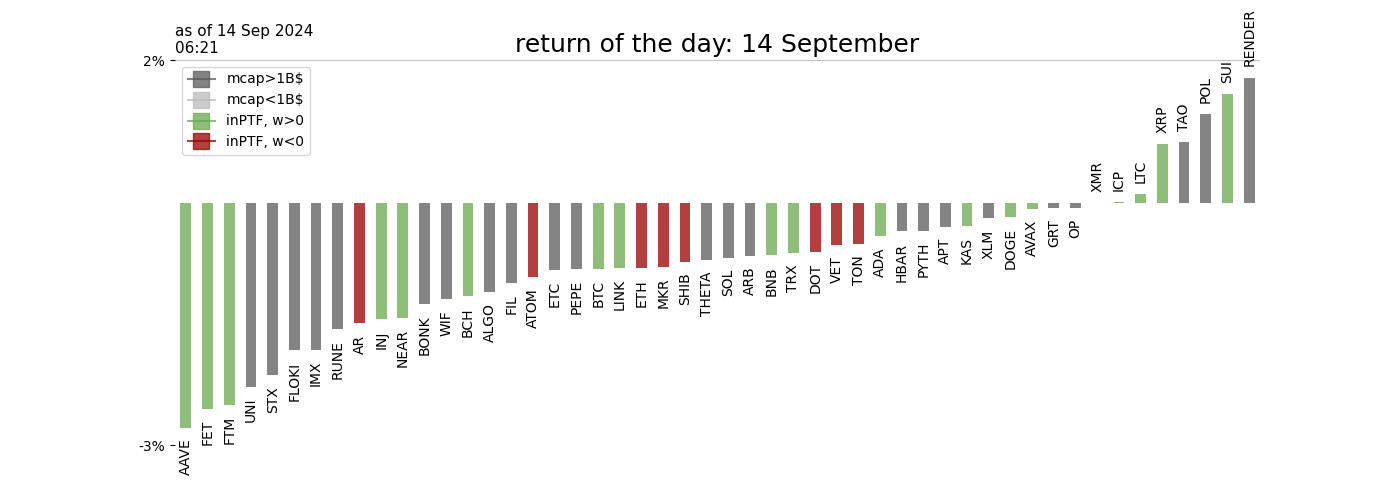 as of 14 Sep 2024
06:21
return of the day: 14 September
2%
-3%
mcap>1B$
mcap<1B$
inPTF, w>0
inPTF, w<0
AAVE
FET
FTM
UNI
STX
FLOKI
IMX
RUNE
AR
INJ
NEAR
BONK
WIF
BCH
ALGO
FIL
ATOM
ETC
PEPE
BTC
LINK
ETH
MKR
SHIB
THETA
SOL
ARB
BNB
TRX
DOT
VET
TON
ADA
HBAR
PYTH
APT
KAS
XLM
DOGE
AVAX
GRT
OP
XMR
ICP
LTC
XRP
TAO
POL
SUI
RENDER